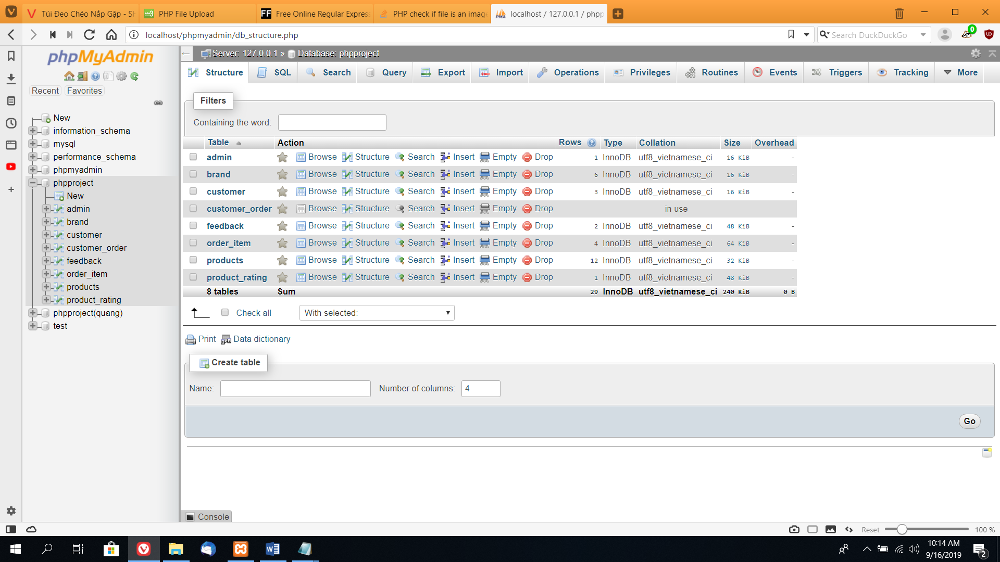 Túi Đeo Chéo Nắp Gập - SH
PHP File Upload
FF Free Online Regular Express
PHP check if file is an image
PMA localhost / 127.0.0.1 / phpp
localhost/phpmyadmin/db_structure.php
Search DuckDuckGo
0
phpMyAdmin
Recent Favorites
New
information_schema
mysql
performance_schema
phpmyadmin
phpproject
New
admin
brand
customer
customer_order
feedback
order_item
products
product_rating
phpproject(quang)
test
Server: 127.0.0.1 » Database: phpproject
Structure SQL Search Query Export Import Operations Privileges Routines Events Triggers Tracking More
Filters
Containing the word:
Table Action Rows Type Collation Size Overhead
admin Browse Structure Search Insert Empty Drop 1 InnoDB utf8_vietnamese_ci 16 KiB -
brand Browse Structure Search Insert Empty Drop 6 InnoDB utf8_vietnamese_ci 16 KiB -
customer Browse Structure Search Insert Empty Drop 3 InnoDB utf8_vietnamese_ci 16 KiB -
customer_order Browse Structure Search Insert Empty Drop in use
feedback Browse Structure Search Insert Empty Drop 2 InnoDB utf8_vietnamese_ci 48 KiB -
order_item Browse Structure Search Insert Empty Drop 4 InnoDB utf8_vietnamese_ci 64 KiB -
products Browse Structure Search Insert Empty Drop 12 InnoDB utf8_vietnamese_ci 32 KiB -
product_rating Browse Structure Search Insert Empty Drop 1 InnoDB utf8_vietnamese_ci 48 KiB -
8 tables Sum 29 InnoDB utf8_vietnamese_ci 240 KiB 0 B
Check all With selected:
Print Data dictionary
Create table
Name: Number of columns: 4
Go
Console
Reset 100 %
10:14 AM
9/16/2019
2